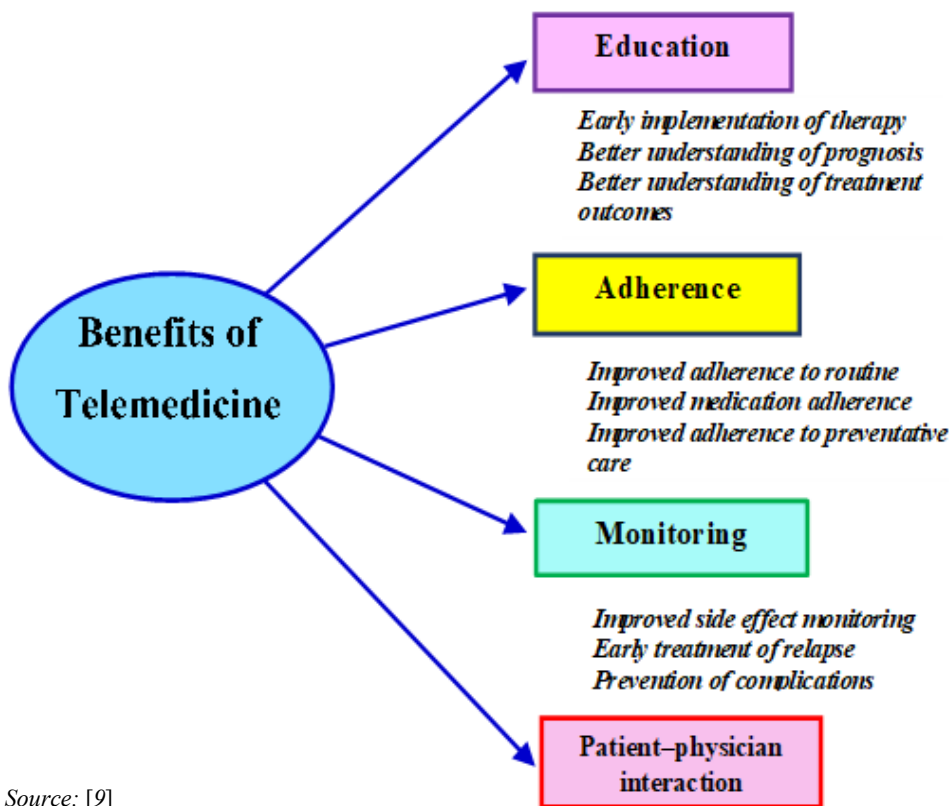 Education
Early implementation of therapy
Better understanding of prognosis
Better understanding of treatment
outcomes
Benefits of
Telemedicine
Adherence
Improved adherence to routine
Improved medication adherence
Improved adherence to preventative
care
Monitoring
Improved side effect monitoring
Early treatment of relapse
Prevention of complications
Patient–physician
interaction
Source: [9]